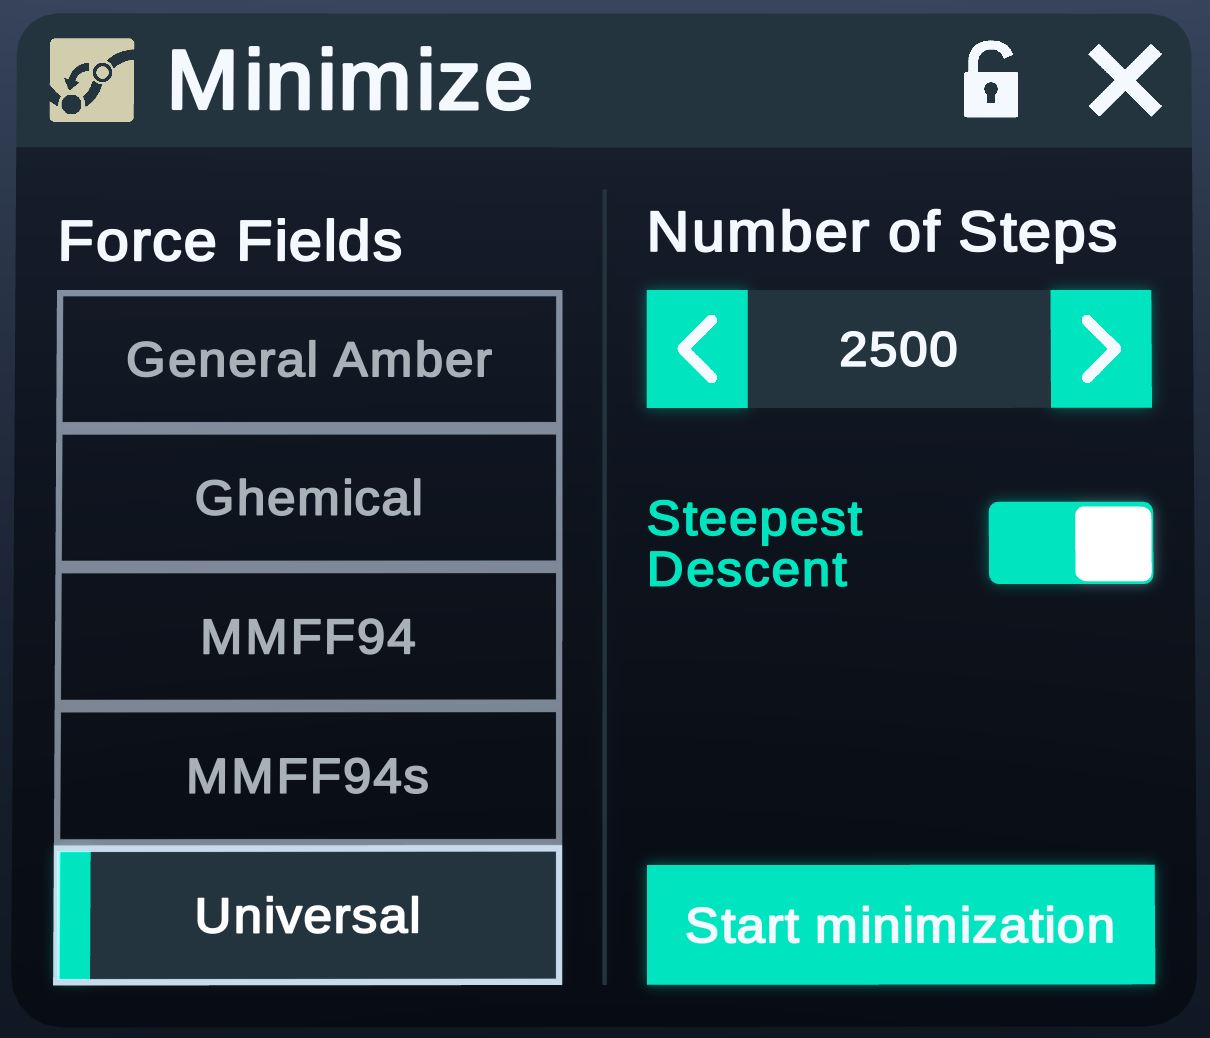 Minimize
Force Fields
General Amber
Ghemical
MMFF94
MMFF94s
Universal
Number of Steps
2500
Steepest
Descent
Start minimization